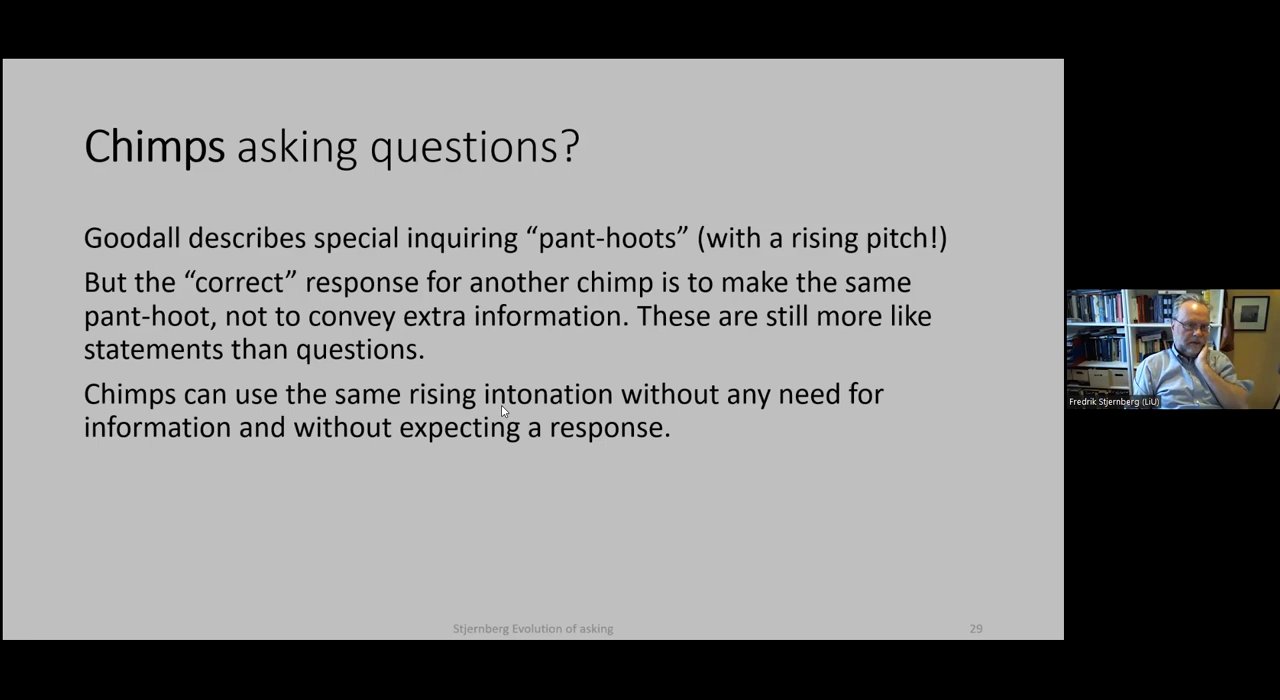 Chimps asking questions?
Goodall describes special inquiring “pant-hoots” (with a rising pitch!)
But the “correct” response for another chimp is to make the same
pant-hoot, not to convey extra information. These are still more like
statements than questions.
Chimps can use the same rising intonation without any need for
information and without expecting a response.
Stjernberg Evolution of asking
29
Fredrik Stjernberg (LiU)